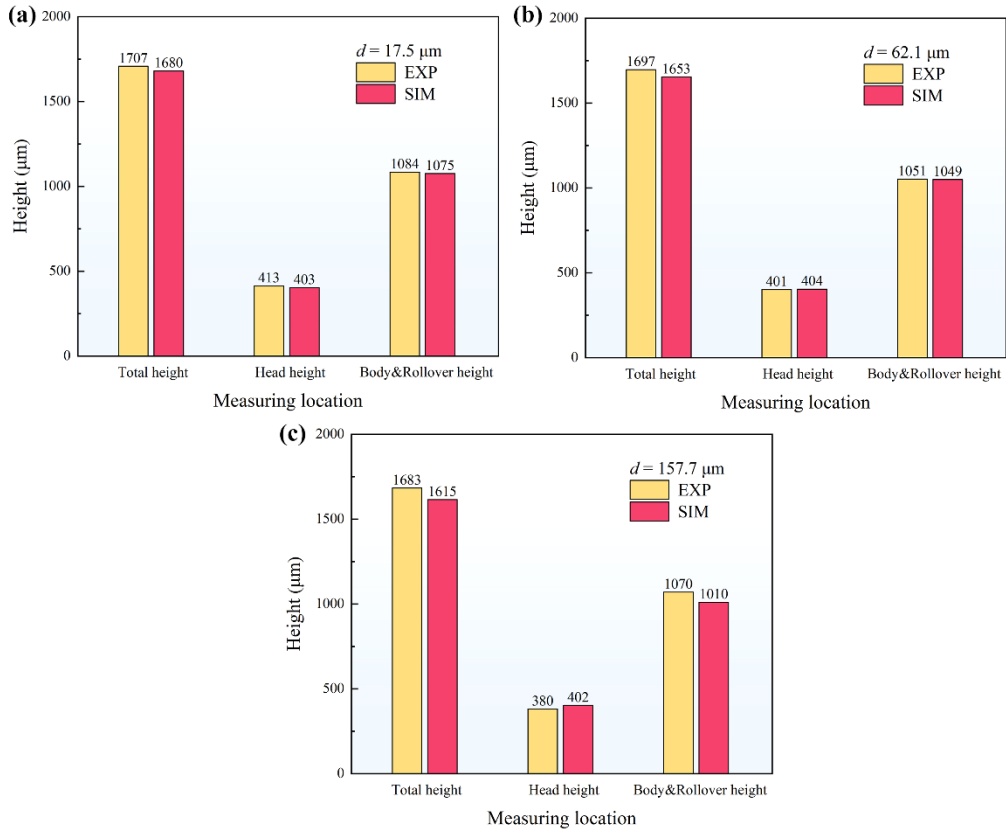 (a)
2000
1500
1000
500
0
Height (μm)
d = 17.5 μm
EXP
SIM
1707 1680
413 403
1084 1075
Total height Head height Body&Rollover height
Measuring location
(b)
2000
1500
1000
500
0
Height (μm)
d = 62.1 μm
EXP
SIM
1697 1653
401 404
1051 1049
Total height Head height Body&Rollover height
Measuring location
(c)
2000
1500
1000
500
0
Height (μm)
d = 157.7 μm
EXP
SIM
1683 1615
380 402
1070 1010
Total height Head height Body&Rollover height
Measuring location